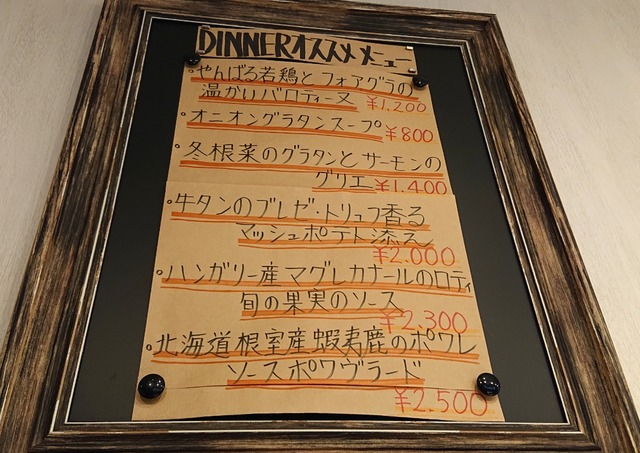 DINNERオススメメニュー
・やんばる若鶏とフォアグラの
温かいバロティーヌ ¥1,200
・オニオングラタンスープ ¥800
・冬根菜のグラタンとサーモンの
グリエ ¥1,400
・牛タンのブレゼ・トリュフ香る
マッシュポテト添え
¥2,000
・ハンガリー産マグレカナールのロティ
旬の果実のソース
¥2,300
・北海道根室産蝦夷鹿のポワレ
ソースポワヴラード
¥2,500